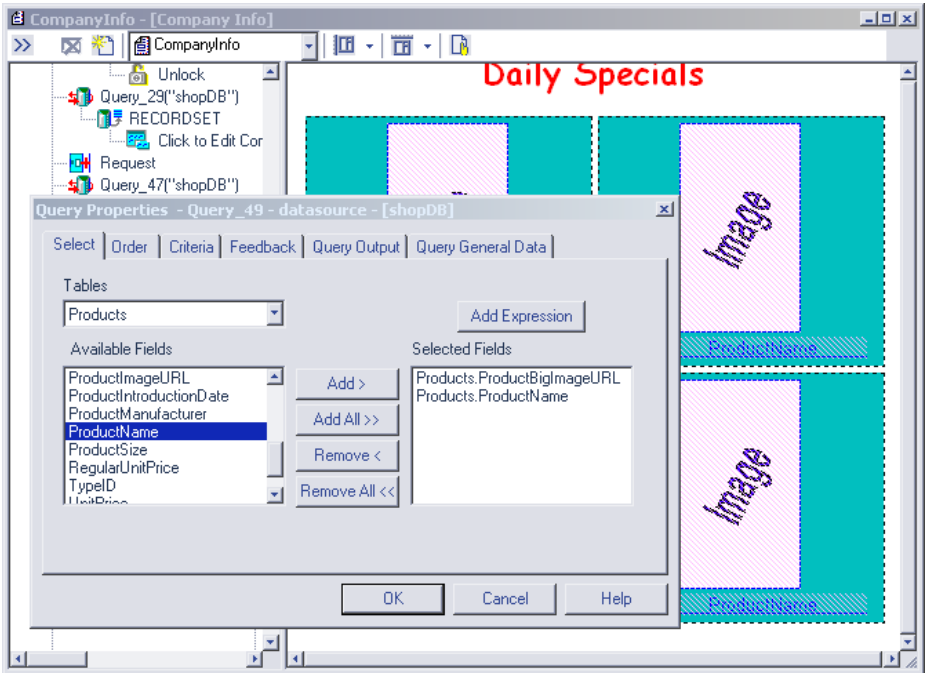 CompanyInfo - [Company Info]
CompanyInfo
Unlock
Query_29("shopDB")
RECORDSET
Click to Edit Cor
Request
Query_47("shopDB")
Daily Specials
Image
ProductName
Image
ProductName
Query Properties - Query_49 - datasource - [shopDB]
Select Order Criteria Feedback Query Output Query General Data
Tables
Products
Add Expression
Available Fields
Selected Fields
ProductImageURL
ProductIntroductionDate
ProductManufacturer
ProductName
ProductSize
RegularUnitPrice
TypeID
UnitPrice
Add >
Add All >>
Remove <
Remove All <<
Products.ProductBigImageURL
Products.ProductName
OK Cancel Help